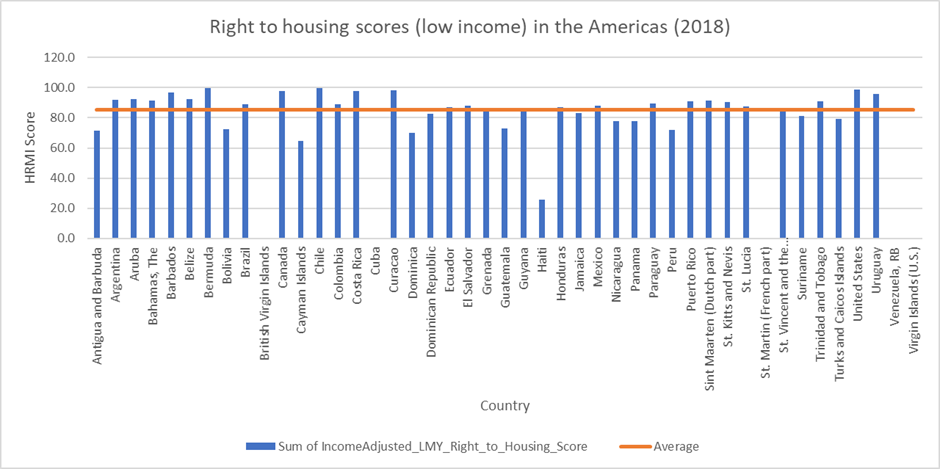 Right to housing scores (low income) in the Americas (2018)
120.0
100.0
80.0
60.0
40.0
20.0
0.0
HRMI Score
Antigua and Barbuda
Argentina
Aruba
Bahamas, The
Barbados
Belize
Bermuda
Bolivia
Brazil
British Virgin Islands
Canada
Cayman Islands
Chile
Colombia
Costa Rica
Cuba
Curacao
Dominica
Dominican Republic
Ecuador
El Salvador
Grenada
Guatemala
Guyana
Haiti
Honduras
Jamaica
Mexico
Nicaragua
Panama
Paraguay
Peru
Puerto Rico
Sint Maarten (Dutch part)
St. Kitts and Nevis
St. Lucia
St. Martin (French part)
St. Vincent and the...
Suriname
Trinidad and Tobago
Turks and Caicos Islands
United States
Uruguay
Venezuela, RB
Virgin Islands (U.S.)
Country
Sum of IncomeAdjusted_LMY_Right_to_Housing_Score
Average